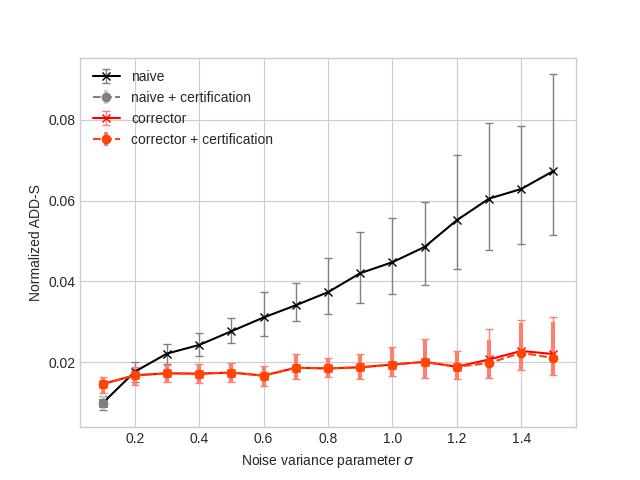 naive
naive + certification
corrector
corrector + certification
Normalized ADD-S
0.08
0.06
0.04
0.02
0.2 0.4 0.6 0.8 1.0 1.2 1.4
Noise variance parameter σ